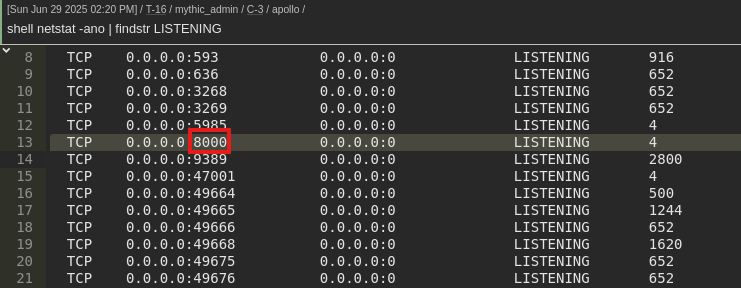 [Sun Jun 29 2025 02:20 PM] / T-16 / mythic_admin / C-3 / apollo /
shell netstat -ano | findstr LISTENING
8 TCP 0.0.0.0:593 0.0.0.0:0 LISTENING 916
9 TCP 0.0.0.0:636 0.0.0.0:0 LISTENING 652
10 TCP 0.0.0.0:3268 0.0.0.0:0 LISTENING 652
11 TCP 0.0.0.0:3269 0.0.0.0:0 LISTENING 652
12 TCP 0.0.0.0:5985 0.0.0.0:0 LISTENING 4
13 TCP 0.0.0.0:8000 0.0.0.0:0 LISTENING 4
14 TCP 0.0.0.0:9389 0.0.0.0:0 LISTENING 2800
15 TCP 0.0.0.0:47001 0.0.0.0:0 LISTENING 4
16 TCP 0.0.0.0:49664 0.0.0.0:0 LISTENING 500
17 TCP 0.0.0.0:49665 0.0.0.0:0 LISTENING 1244
18 TCP 0.0.0.0:49666 0.0.0.0:0 LISTENING 652
19 TCP 0.0.0.0:49668 0.0.0.0:0 LISTENING 1620
20 TCP 0.0.0.0:49675 0.0.0.0:0 LISTENING 652
21 TCP 0.0.0.0:49676 0.0.0.0:0 LISTENING 652